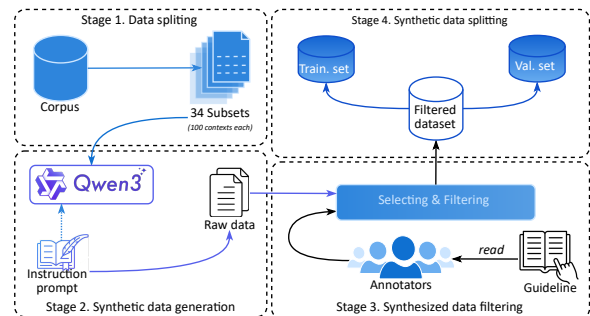 Stage 1. Data spliting
Corpus
34 Subsets
(100 contexts each)
Stage 4. Synthetic data splitting
Train. set
Val. set
Filtered
dataset
Qwen3
Raw data
Instruction
prompt
Stage 2. Synthetic data generation
Selecting & Filtering
read
Annotators
Guideline
Stage 3. Synthesized data filtering